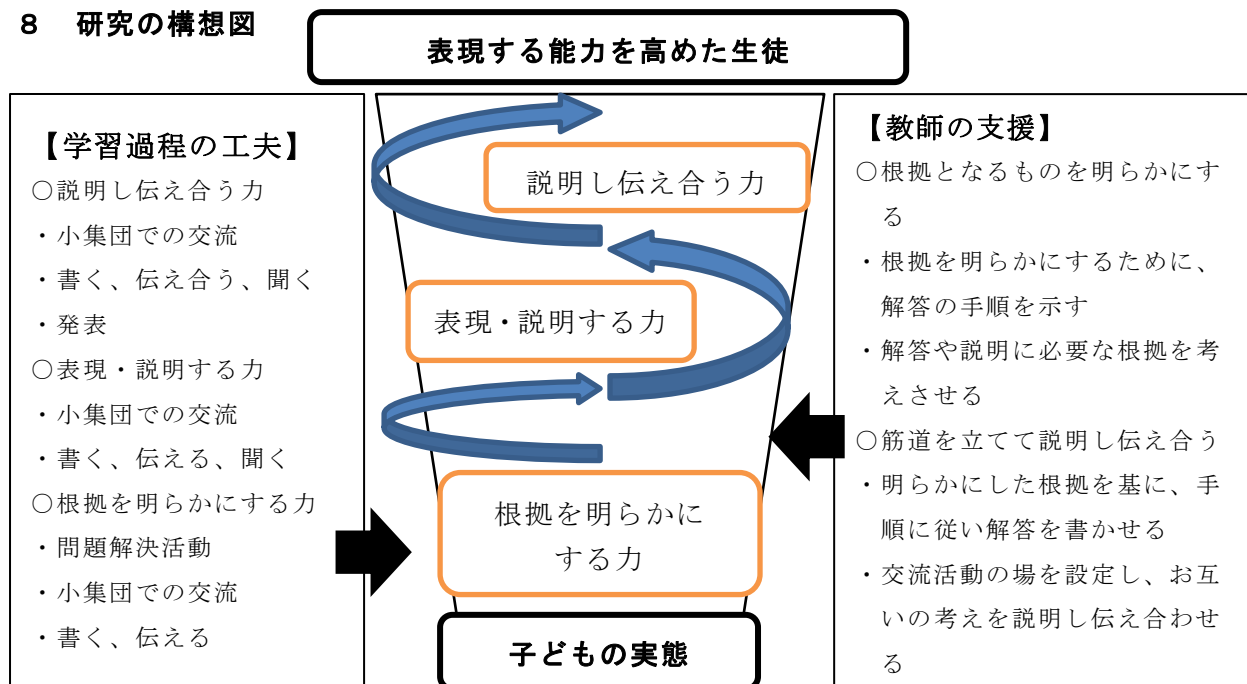 ８　研究の構想図
表現する能力を高めた生徒
【学習過程の工夫】
○説明し伝え合う力
・小集団での交流
・書く、伝え合う、聞く
・発表
○表現・説明する力
・小集団での交流
・書く、伝える、聞く
○根拠を明らかにする力
・問題解決活動
・小集団での交流
・書く、伝える
説明し伝え合う力
表現・説明する力
根拠を明らかに
する力
子どもの実態
【教師の支援】
○根拠となるものを明らかにす
る
・根拠を明らかにするために、
解答の手順を示す
・解答や説明に必要な根拠を考
えさせる
○筋道を立てて説明し伝え合う
・明らかにした根拠を基に、手
順に従い解答を書かせる
・交流活動の場を設定し、お互
いの考えを説明し伝え合わせ
る